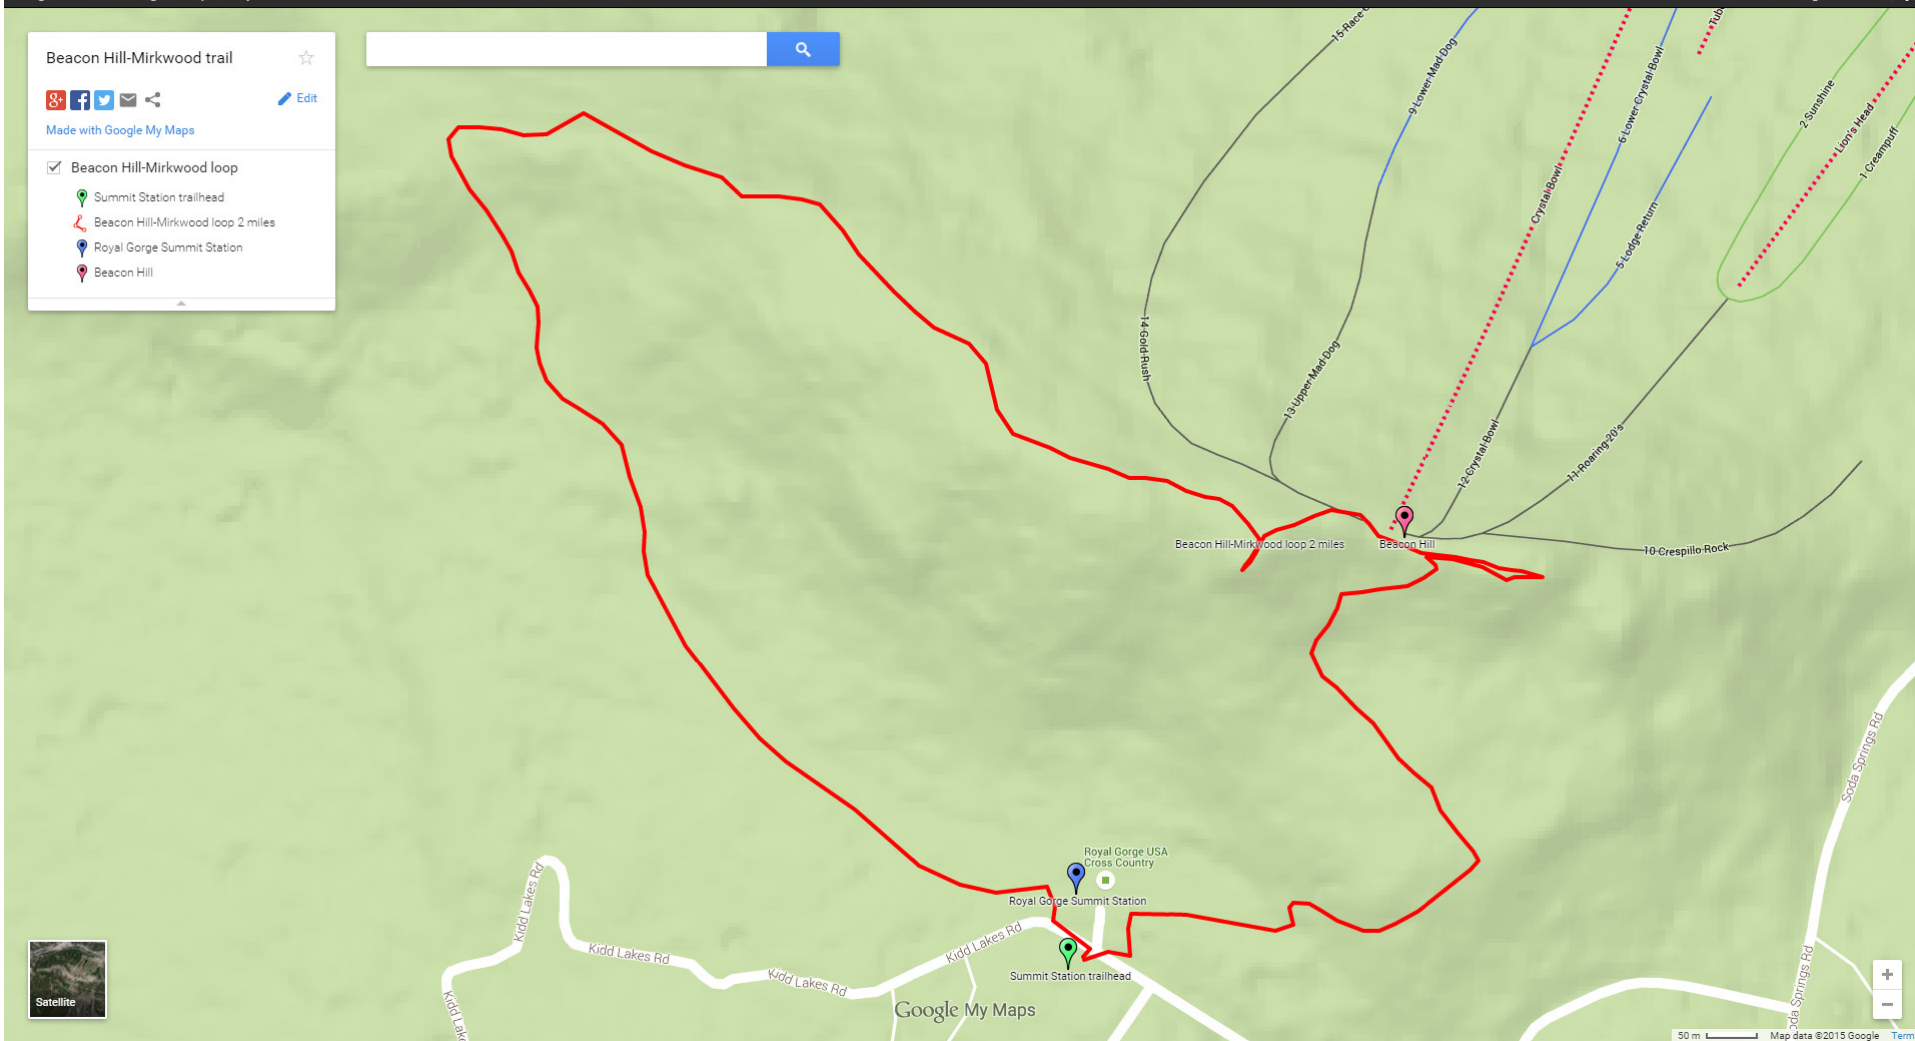 Beacon Hill-Mirkwood trail
8+
Edit
Made with Google My Maps
Beacon Hill-Mirkwood loop
Summit Station trailhead
Beacon Hill-Mirkwood loop 2 miles
Royal Gorge Summit Station
Beacon Hill
9 Lower Mad Dog
6 Lower Crystal Bowl
2 Sunshine
Lion's Head
1 Creampuff
Crystal Bowl
5 Lodge Return
14 Gold Rush
13 Upper Mad Dog
12 Crystal Bowl
11 Roaring 20's
Beacon Hill-Mirkwood loop 2 miles
Beacon Hill
10 Crespillo Rock
Soda Springs Rd
Royal Gorge USA
Cross Country
Royal Gorge Summit Station
Kidd Lakes Rd
Kidd Lakes Rd
Kidd Lakes Rd
Kidd Lakes Rd
Summit Station trailhead
Soda Springs Rd
Satellite
Google My Maps
+
−
50 m
Map data ©2015 Google